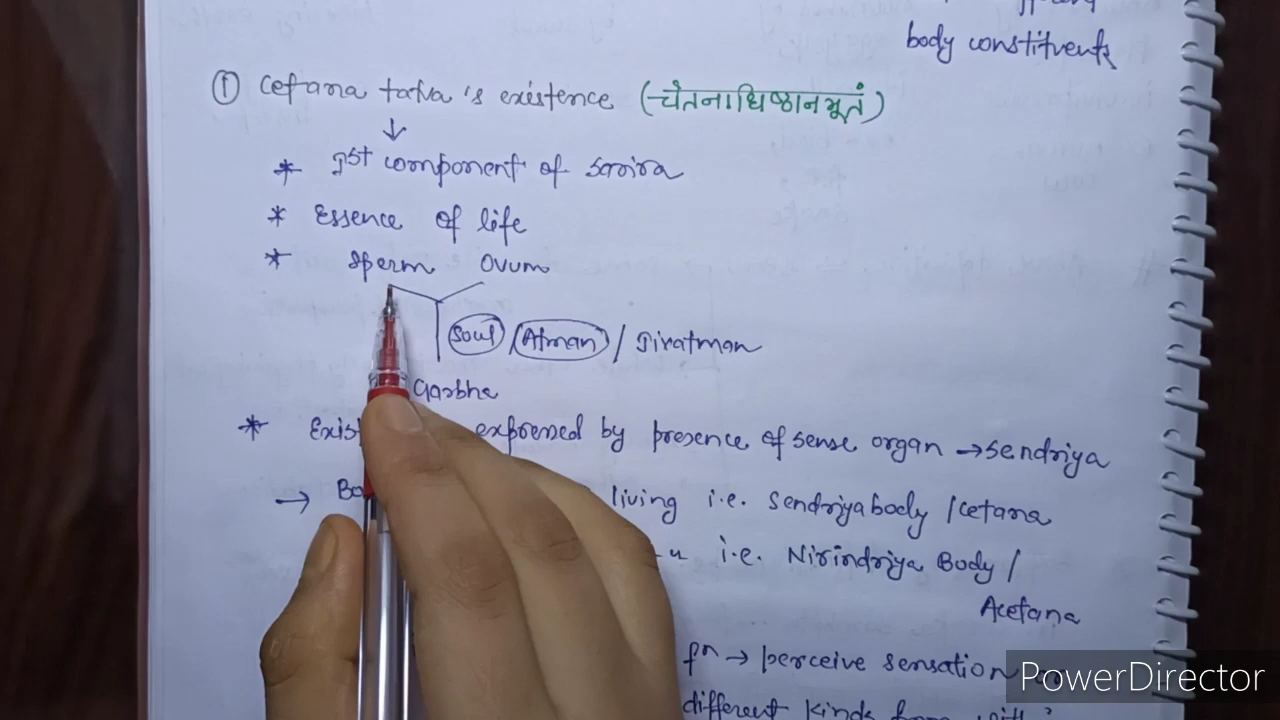 body constituents
① Cetana tatva's existence (चेतनाधिष्ठानभूतं)
↓
* 1st component of sarira
* Essence of life
* sperm ovum
Soul / Atman / Jivatman
Garbha
* expressed by presence of sense organ → sendriya
→ living i.e. Sendriya body / Cetana
i.e. Nirindriya Body /
Acetana
fn → perceive sensation
different kinds from
PowerDirector